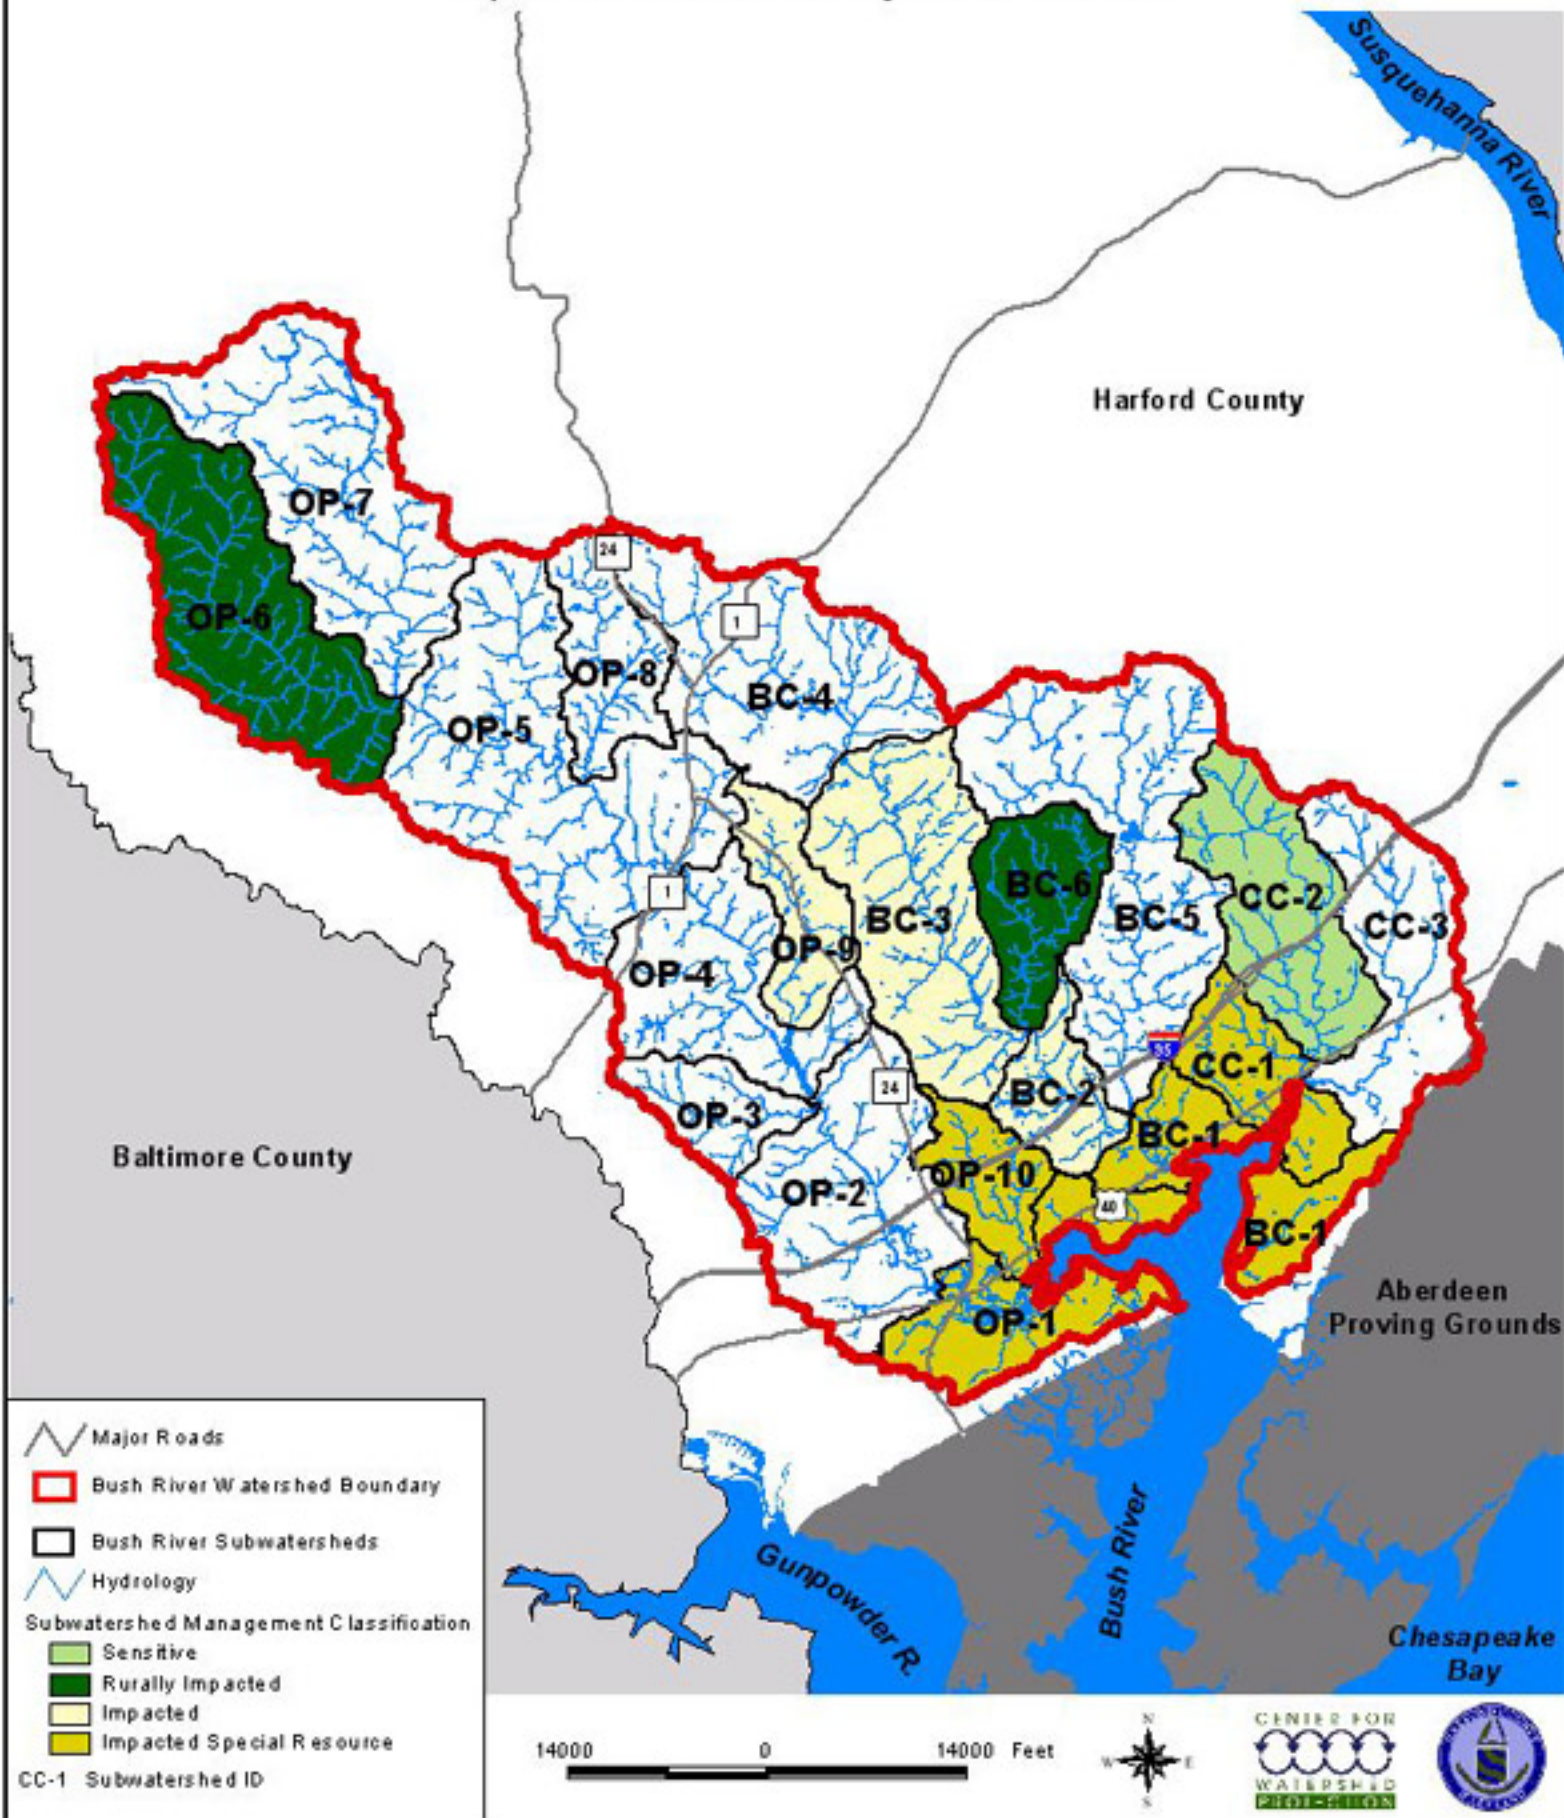 Susquehanna River
Harford County
OP-7
24
OP-6
1
OP-8
BC-4
OP-5
BC-6
1
CC-2
BC-3
BC-5
CC-3
OP-9
OP-4
95
CC-1
24
BC-2
OP-3
BC-1
Baltimore County
OP-10
OP-2
40
BC-1
Aberdeen
Proving Grounds
OP-1
Major Roads
Bush River Watershed Boundary
Bush River Subwatersheds
Hydrology
Subwatershed Management Classification
Sensitive
Rurally Impacted
Impacted
Impacted Special Resource
CC-1 Subwatershed ID
Gunpowder R.
Bush River
Chesapeake
Bay
14000 0 14000 Feet
N
W E
S
CENTER FOR
WATERSHED
PROTECTION